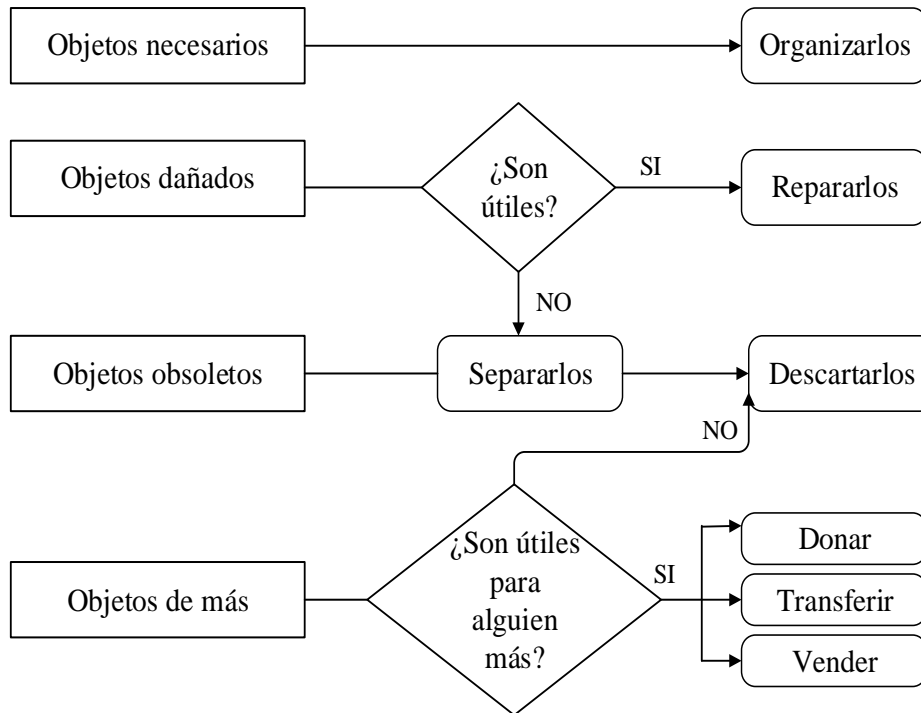 Objetos necesarios
Organizarlos
Objetos dañados
¿Son
útiles?
SI
Repararlos
NO
Objetos obsoletos
Separarlos
Descartarlos
NO
Objetos de más
¿Son útiles
para
alguien
más?
SI
Donar
Transferir
Vender